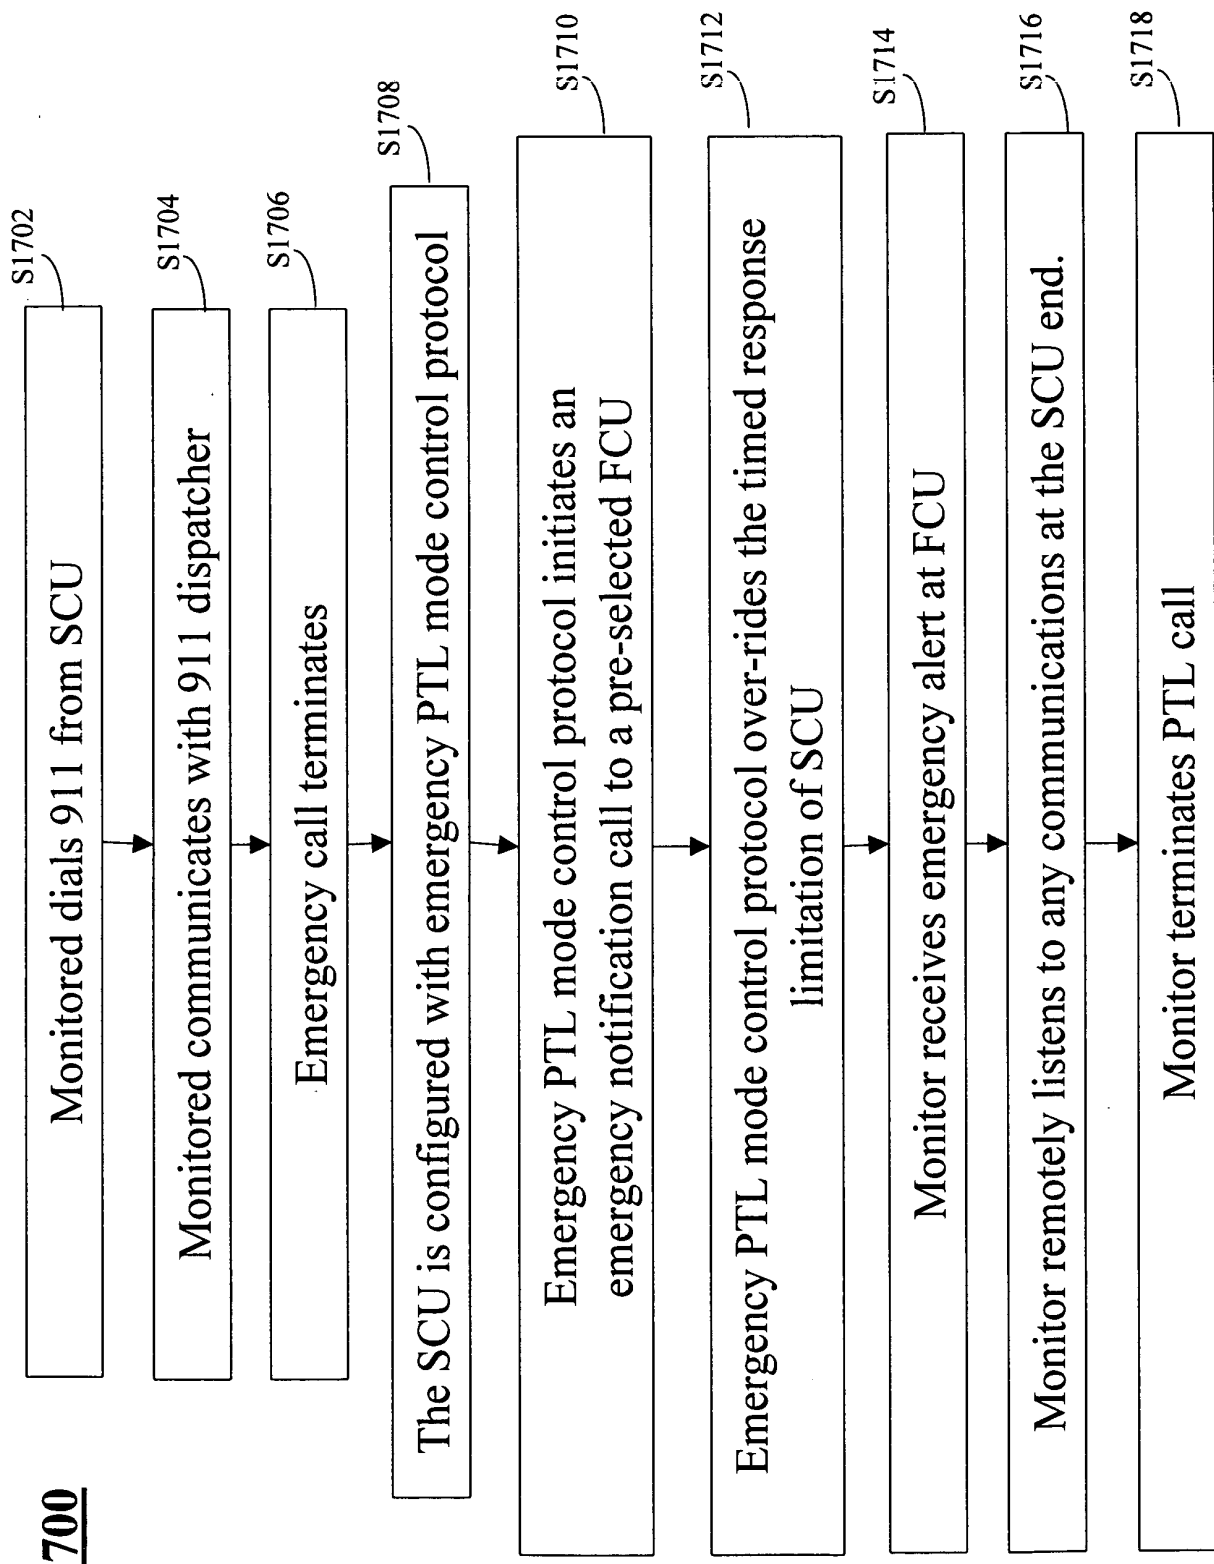 700
Monitored dials 911 from SCU
S1702
Monitored communicates with 911 dispatcher
S1704
Emergency call terminates
S1706
The SCU is configured with emergency PTL mode control protocol
S1708
Emergency PTL mode control protocol initiates an
emergency notification call to a pre-selected FCU
S1710
Emergency PTL mode control protocol over-rides the timed response
limitation of SCU
S1712
Monitor receives emergency alert at FCU
S1714
Monitor remotely listens to any communications at the SCU end.
S1716
Monitor terminates PTL call
S1718